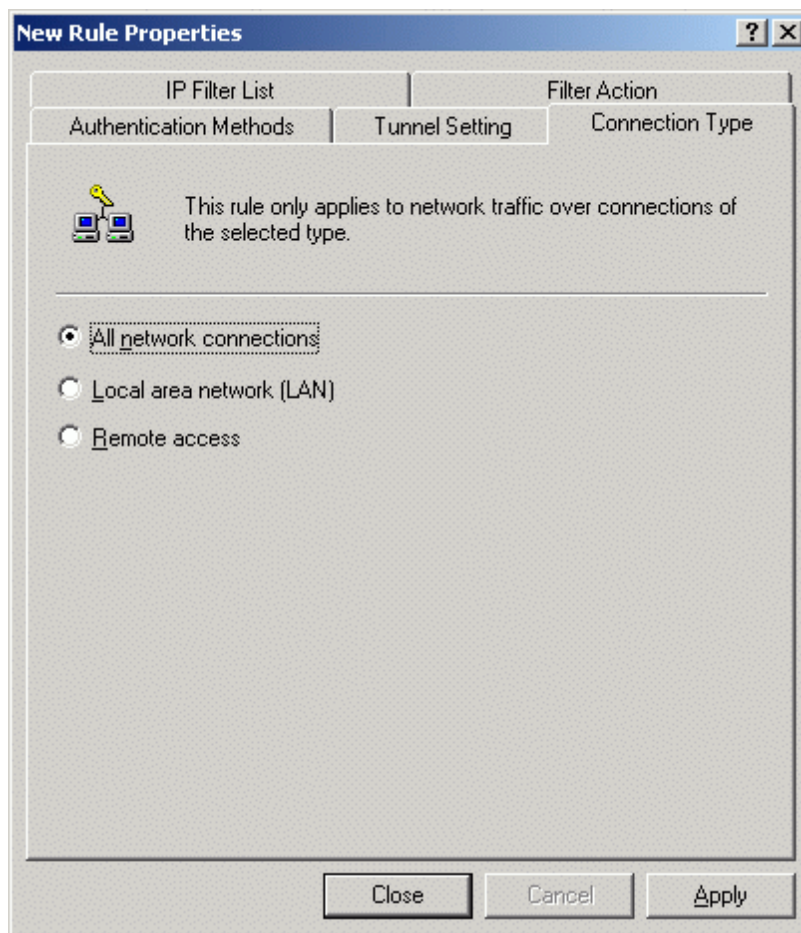 New Rule Properties
IP Filter List
Filter Action
Authentication Methods
Tunnel Setting
Connection Type
This rule only applies to network traffic over connections of
the selected type.
All network connections
Local area network (LAN)
Remote access
Close
Cancel
Apply